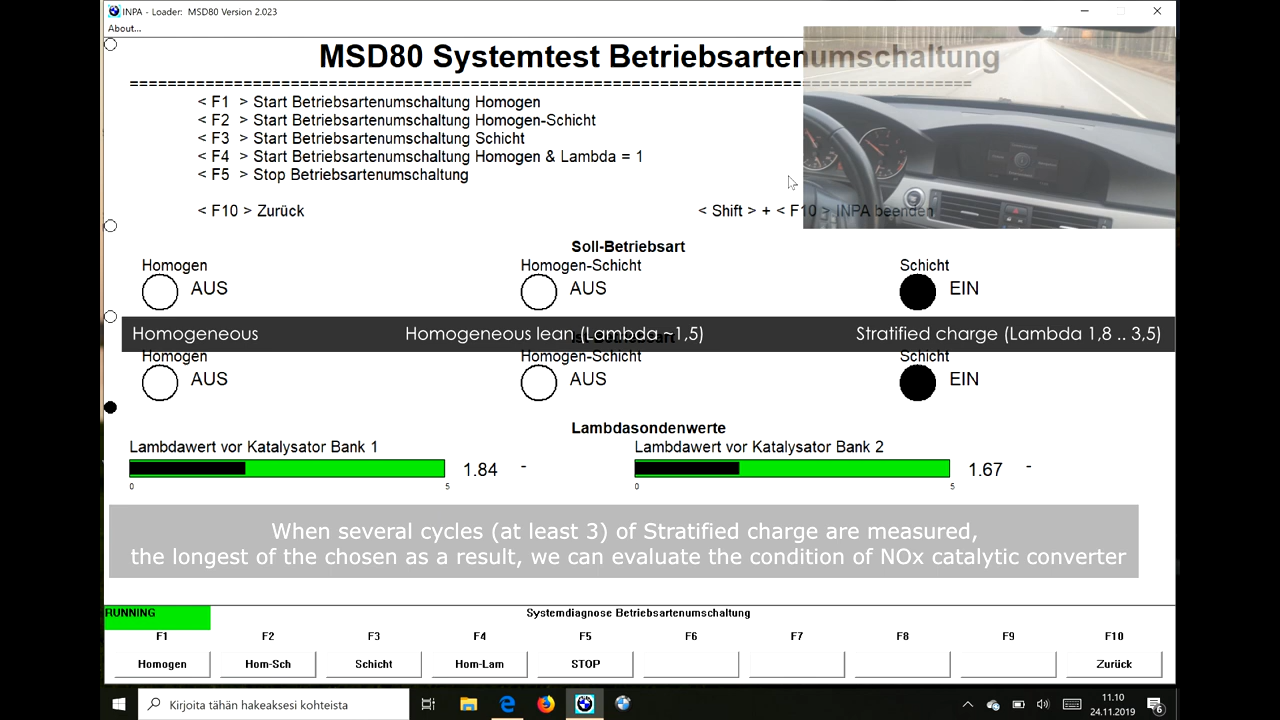 INPA - Loader: MSD80 Version 2.023
About...
MSD80 Systemtest Betriebsartenumschaltung
< F1 > Start Betriebsartenumschaltung Homogen
< F2 > Start Betriebsartenumschaltung Homogen-Schicht
< F3 > Start Betriebsartenumschaltung Schicht
< F4 > Start Betriebsartenumschaltung Homogen & Lambda = 1
< F5 > Stop Betriebsartenumschaltung
< F10 > Zurück < Shift > + < F10 > INPA beenden
Soll-Betriebsart
Homogen Homogen-Schicht Schicht
AUS AUS EIN
Homogeneous Homogeneous lean (Lambda ~1,5) Stratified charge (Lambda 1,8 .. 3,5)
Homogen Homogen-Schicht Schicht
AUS AUS EIN
Lambdasondenwerte
Lambdawert vor Katalysator Bank 1 Lambdawert vor Katalysator Bank 2
1.84 - 1.67 -
0 5 0 5
When several cycles (at least 3) of Stratified charge are measured,
the longest of the chosen as a result, we can evaluate the condition of NOx catalytic converter
RUNNING Systemdiagnose Betriebsartenumschaltung
F1 F2 F3 F4 F5 F6 F7 F8 F9 F10
Homogen Hom-Sch Schicht Hom-Lam STOP Zurück
Kirjoita tähän hakeaksesi kohteita
11.10
24.11.2019
6